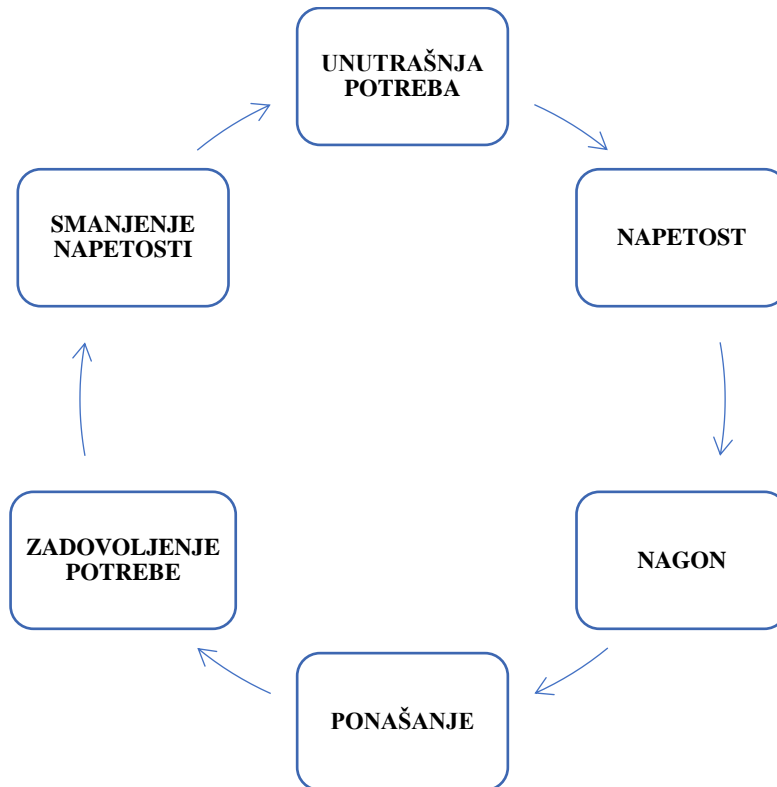 UNUTRAŠNJA
POTREBA
NAPETOST
NAGON
PONAŠANJE
ZADOVOLJENJE
POTREBE
SMANJENJE
NAPETOSTI